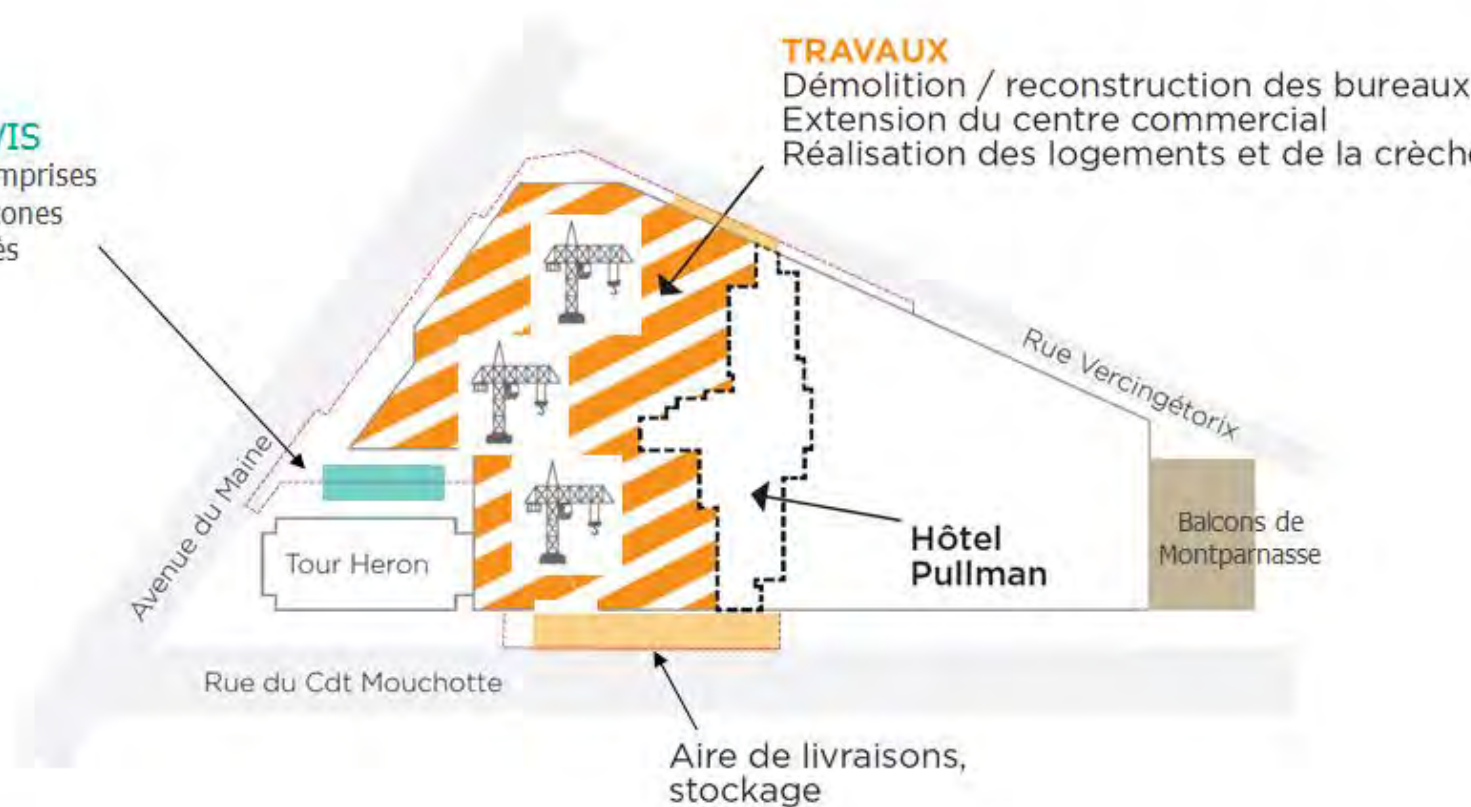 TRAVAUX
Démolition / reconstruction des bureaux
Extension du centre commercial
Réalisation des logements et de la crèche
VIS
mprises
ones
ès
Rue Vercingétorix
Avenue du Maine
Tour Heron
Hôtel
Pullman
Balcons de
Montparnasse
Rue du Cdt Mouchotte
Aire de livraisons,
stockage